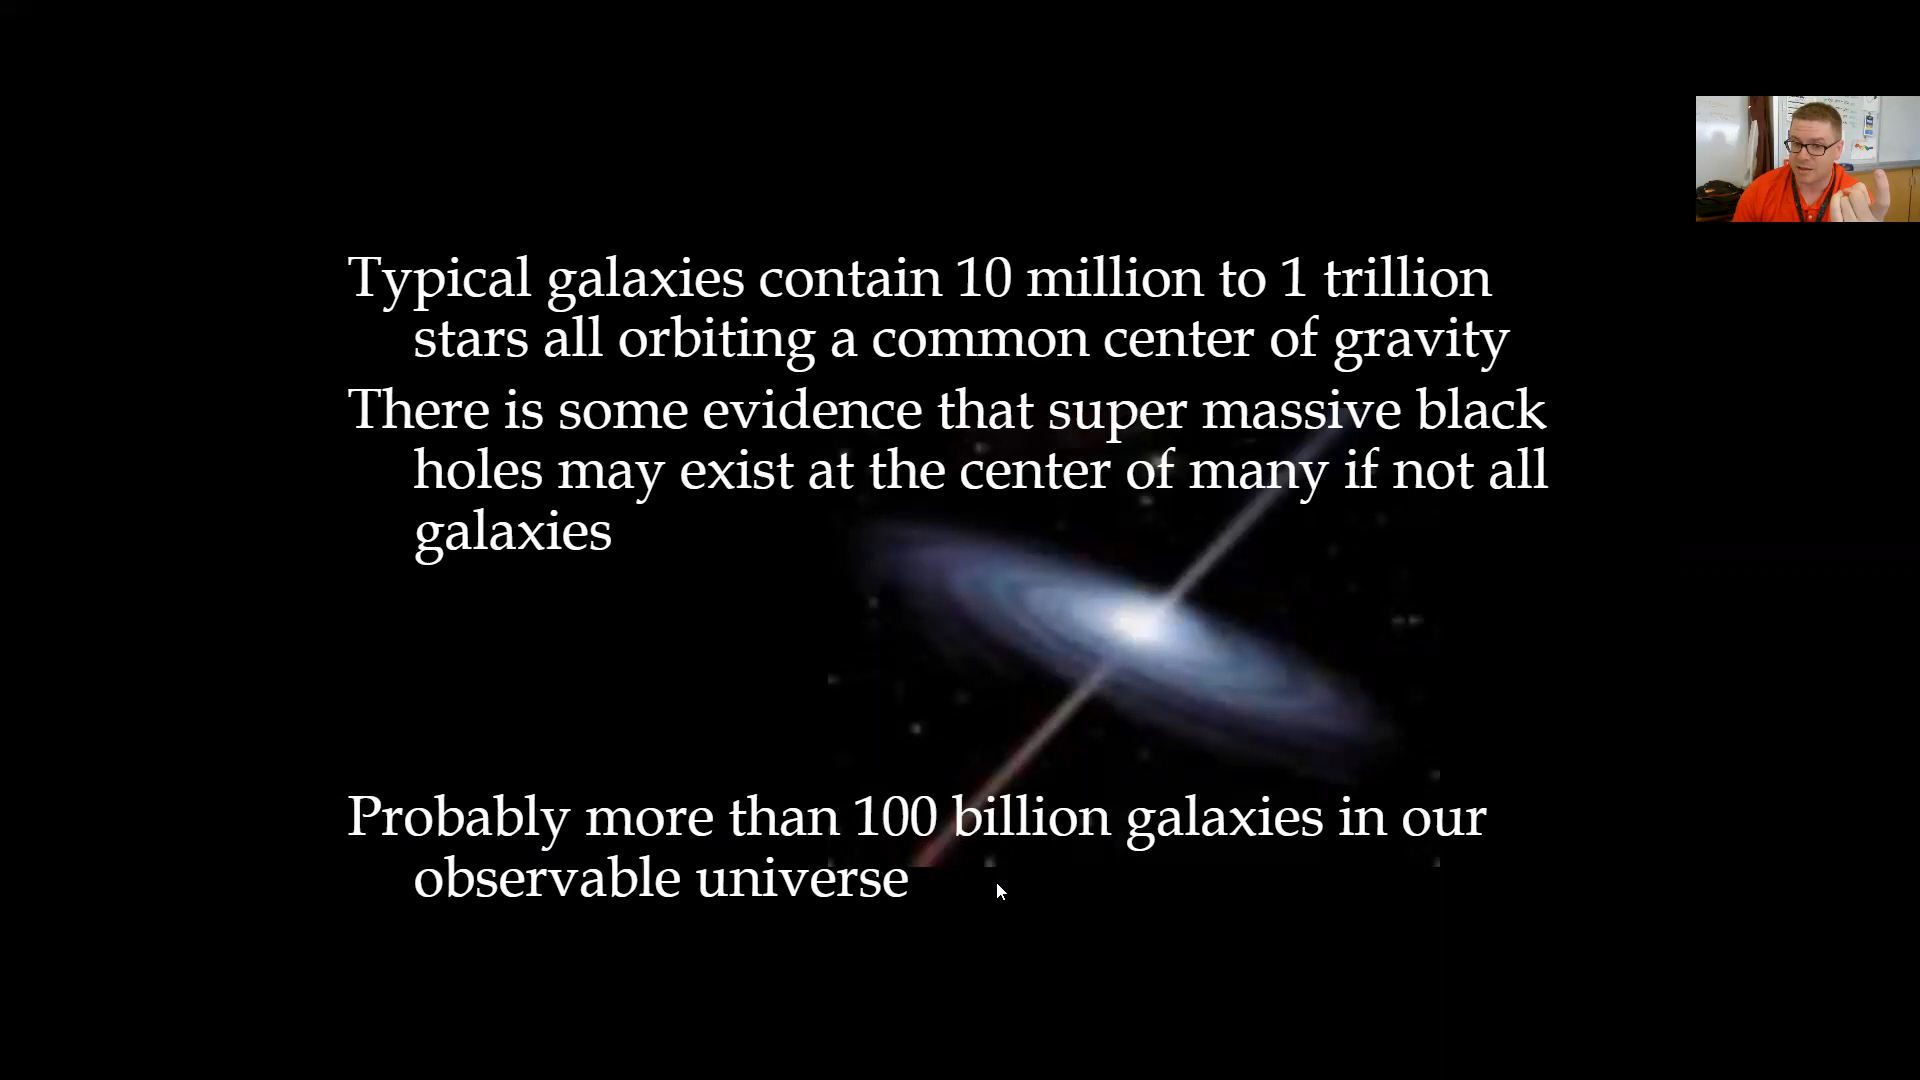 Typical galaxies contain 10 million to 1 trillion
stars all orbiting a common center of gravity
There is some evidence that super massive black
holes may exist at the center of many if not all
galaxies
Probably more than 100 billion galaxies in our
observable universe